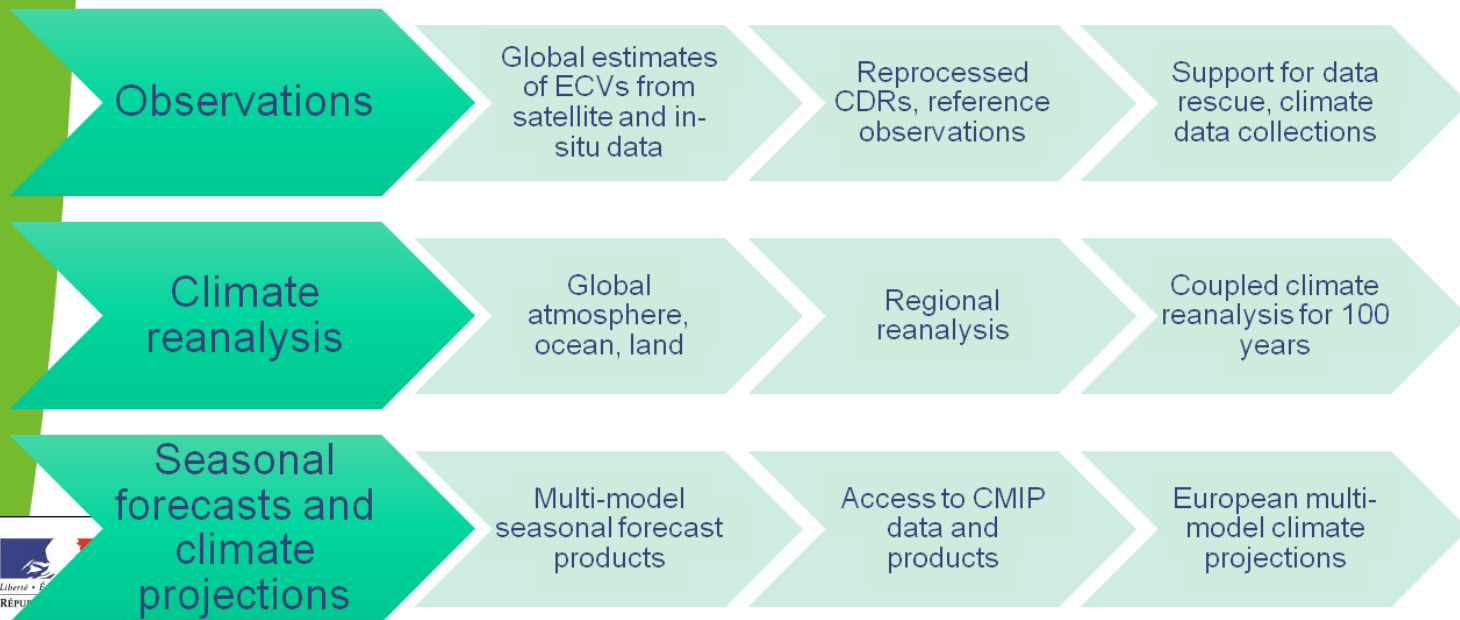 Observations
Global estimates
of ECVs from
satellite and in-
situ data
Reprocessed
CDRs, reference
observations
Support for data
rescue, climate
data collections
Climate
reanalysis
Global
atmosphere,
ocean, land
Regional
reanalysis
Coupled climate
reanalysis for 100
years
Seasonal
forecasts and
climate
projections
Multi-model
seasonal forecast
products
Access to CMIP
data and
products
European multi-
model climate
projections
Liberté •